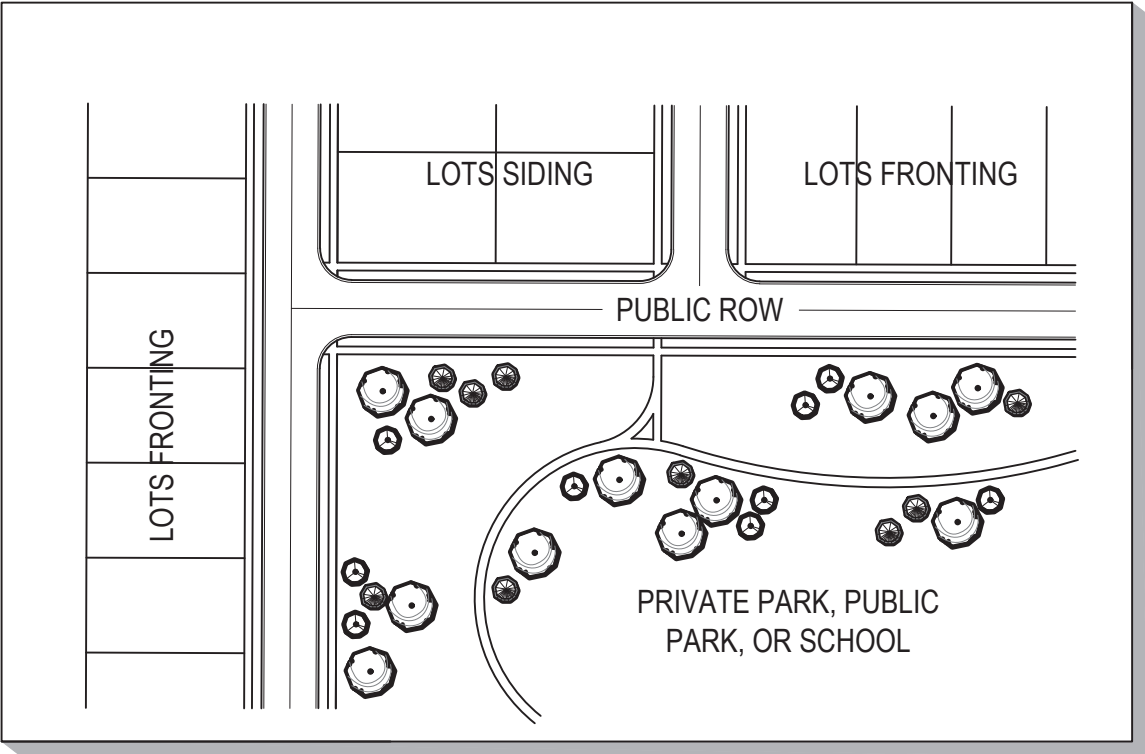 LOTS SIDING
LOTS FRONTING
PUBLIC ROW
LOTS FRONTING
PRIVATE PARK, PUBLIC
PARK, OR SCHOOL